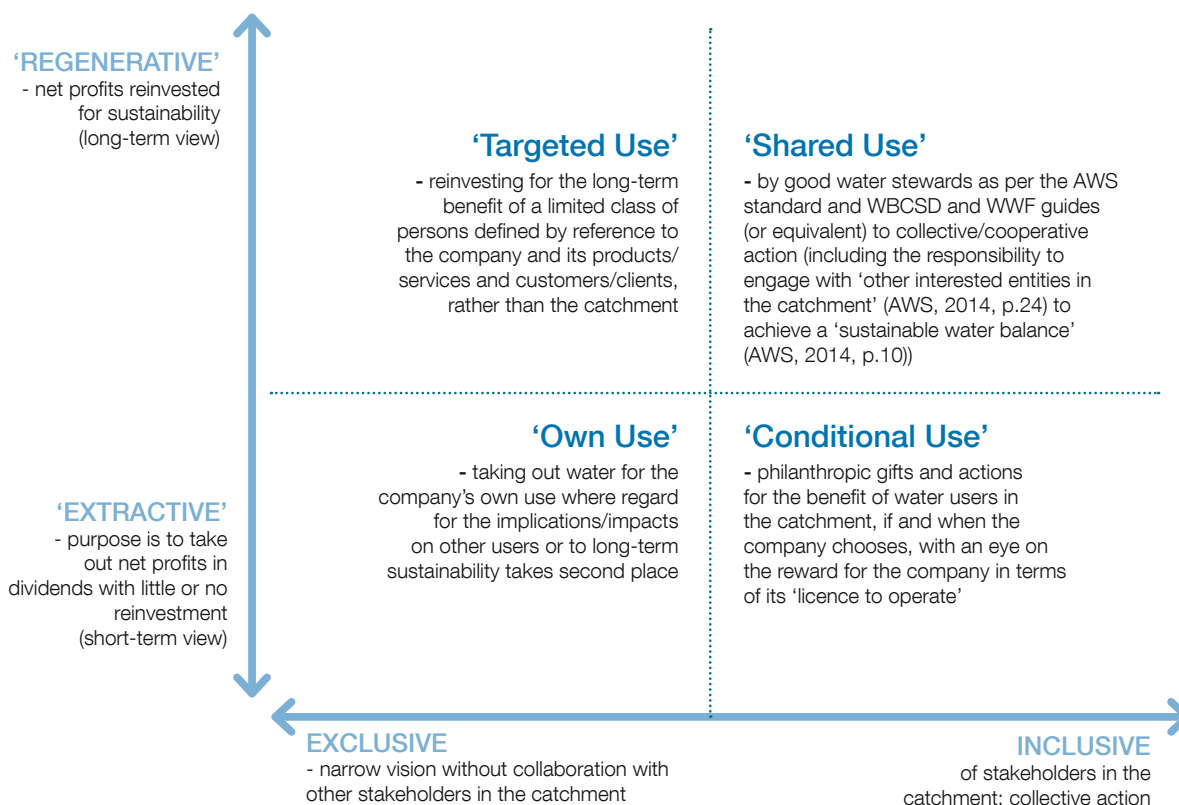 ‘REGENERATIVE’
- net profits reinvested
for sustainability
(long-term view)
‘Targeted Use’
- reinvesting for the long-term
benefit of a limited class of
persons defined by reference to
the company and its products/
services and customers/clients,
rather than the catchment
‘Shared Use’
- by good water stewards as per the AWS
standard and WBCSD and WWF guides
(or equivalent) to collective/cooperative
action (including the responsibility to
engage with ‘other interested entities in
the catchment’ (AWS, 2014, p.24) to
achieve a ‘sustainable water balance’
(AWS, 2014, p.10))
‘EXTRACTIVE’
- purpose is to take
out net profits in
dividends with little or no
reinvestment
(short-term view)
‘Own Use’
- taking out water for the
company’s own use where regard
for the implications/impacts
on other users or to long-term
sustainability takes second place
‘Conditional Use’
- philanthropic gifts and actions
for the benefit of water users in
the catchment, if and when the
company chooses, with an eye on
the reward for the company in terms
of its ‘licence to operate’
EXCLUSIVE
- narrow vision without collaboration with
other stakeholders in the catchment
INCLUSIVE
of stakeholders in the
catchment; collective action